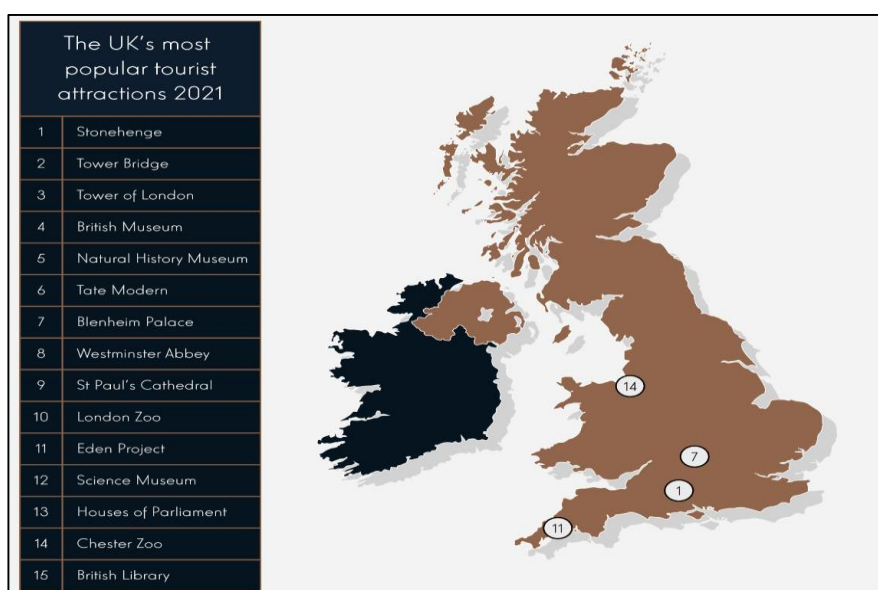 The UK's most
popular tourist
attractions 2021
1 Stonehenge
2 Tower Bridge
3 Tower of London
4 British Museum
5 Natural History Museum
6 Tate Modern
7 Blenheim Palace
8 Westminster Abbey
9 St Paul's Cathedral
10 London Zoo
11 Eden Project
12 Science Museum
13 Houses of Parliament
14 Chester Zoo
15 British Library
14
7
1
11